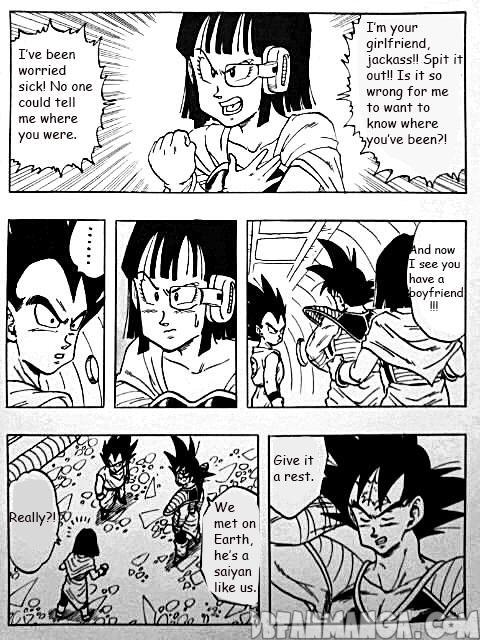 I'm your
girlfriend,
jackass!! Spit it
out!! Is it so
wrong for me
to want to
know where
you've been?!
I've been
worried
sick! No one
could tell
me where
you were.
And now
I see you
have a
boyfriend
!!!
........
Give it
a rest.
We
met on
Earth,
he's a
saiyan
like us.
Really?!
DBFANMANGA.COM